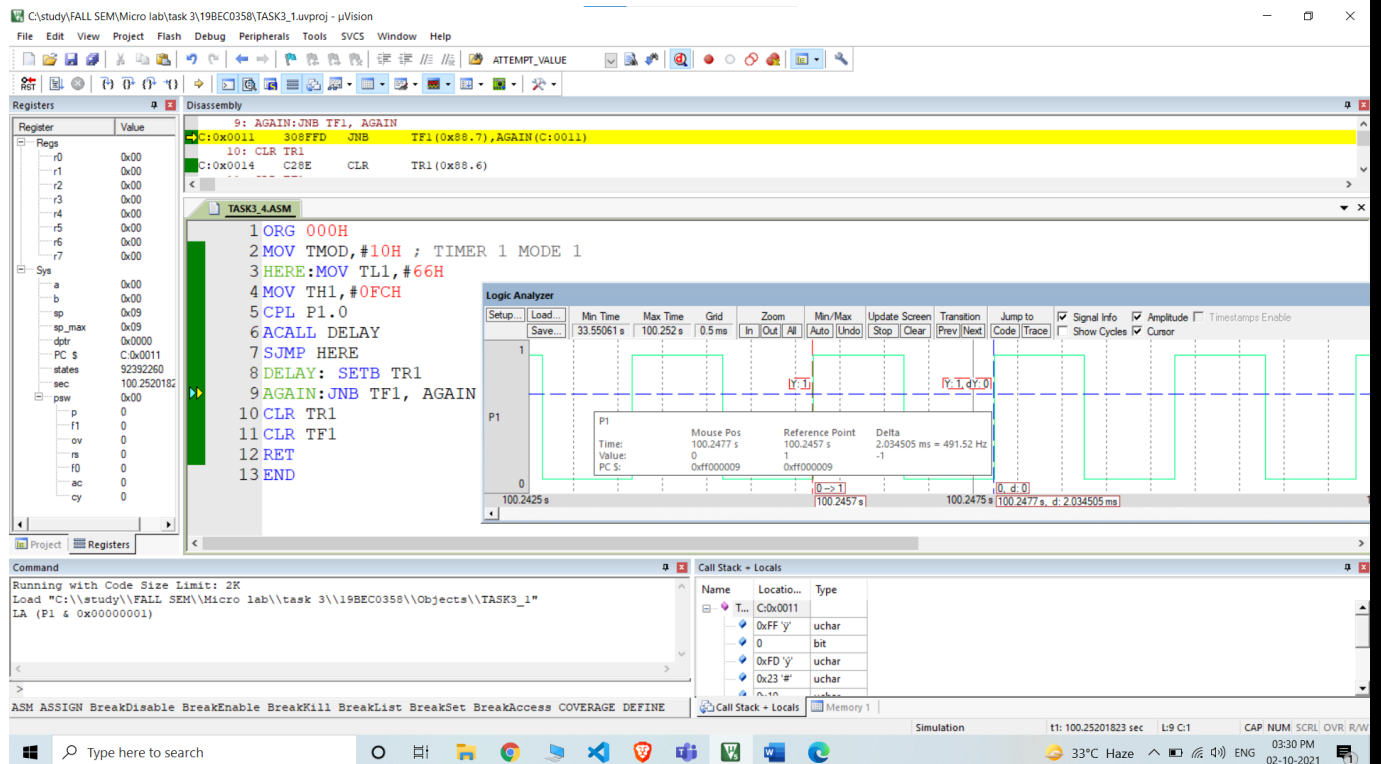 C:\study\FALL SEM\Micro lab\task 3\19BEC0358\TASK3_1.uvproj - µVision
File Edit View Project Flash Debug Peripherals Tools SVCS Window Help
ATTEMPT_VALUE
RST
Registers
Register Value
Regs
r0 0x00
r1 0x00
r2 0x00
r3 0x00
r4 0x00
r5 0x00
r6 0x00
r7 0x00
Sys
a 0x00
b 0x00
sp 0x09
sp_max 0x09
dptr 0x0000
PC $ C:0x0011
states 92392260
sec 100.2520182
psw 0x00
p 0
f1 0
ov 0
rs 0
f0 0
ac 0
cy 0
Project Registers
Disassembly
9: AGAIN:JNB TF1, AGAIN
C:0x0011 308FFD JNB TF1(0x88.7),AGAIN(C:0011)
10: CLR TR1
C:0x0014 C28E CLR TR1(0x88.6)
TASK3_4.ASM
1 ORG 000H
2 MOV TMOD,#10H ; TIMER 1 MODE 1
3 HERE:MOV TL1,#66H
4 MOV TH1,#0FCH
5 CPL P1.0
6 ACALL DELAY
7 SJMP HERE
8 DELAY: SETB TR1
9 AGAIN:JNB TF1, AGAIN
10 CLR TR1
11 CLR TF1
12 RET
13 END
Logic Analyzer
Setup... Load... Min Time Max Time Grid Zoom Min/Max Update Screen Transition Jump to Signal Info Amplitude Timestamps Enable
Save... 33.55061 s 100.252 s 0.5 ms In Out All Auto Undo Stop Clear Prev Next Code Trace Show Cycles Cursor
1
Y: 1 Y: 1, dY: 0
P1
P1
Mouse Pos Reference Point Delta
Time: 100.2477 s 100.2457 s 2.034505 ms = 491.52 Hz
Value: 0 1 -1
PC $: 0xff000009 0xff000009
0 0 --> 1 0, d: 0
100.2425 s 100.2457 s 100.2475 s 100.2477 s, d: 2.034505 ms
Command
Running with Code Size Limit: 2K
Load "C:\\study\\FALL SEM\\Micro lab\\task 3\\19BEC0358\\Objects\\TASK3_1"
LA (P1 & 0x00000001)
>
ASM ASSIGN BreakDisable BreakEnable BreakKill BreakList BreakSet BreakAccess COVERAGE DEFINE
Call Stack + Locals
Name Locatio... Type
T... C:0x0011
0xFF 'ÿ' uchar
0 bit
0xFD 'ý' uchar
0x23 '#' uchar
Call Stack + Locals Memory 1
Simulation t1: 100.25201823 sec L:9 C:1 CAP NUM SCRL OVR R/W
Type here to search
33°C Haze ENG 03:30 PM
02-10-2021
1